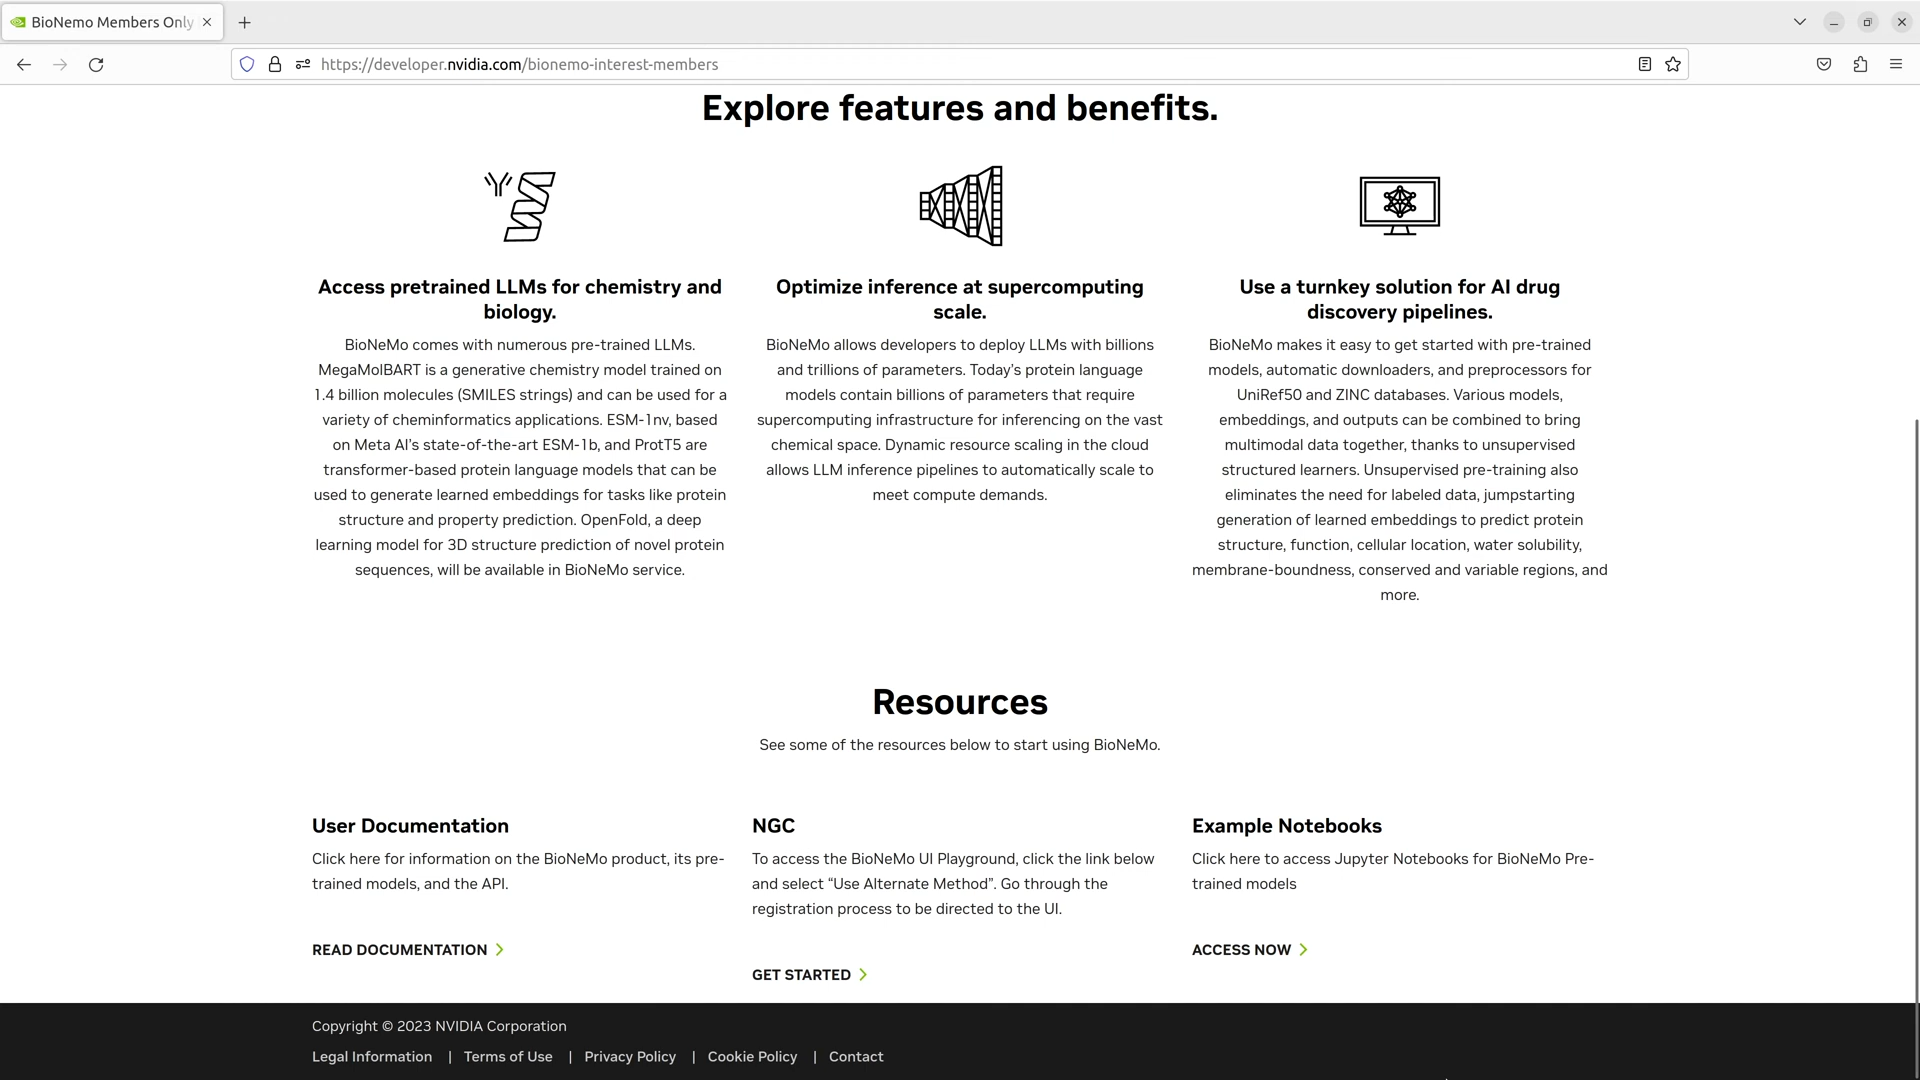 BioNemo Members Only
https://developer.nvidia.com/bionemo-interest-members
Explore features and benefits.
Access pretrained LLMs for chemistry and
biology.
BioNeMo comes with numerous pre-trained LLMs.
MegaMolBART is a generative chemistry model trained on
1.4 billion molecules (SMILES strings) and can be used for a
variety of cheminformatics applications. ESM-1nv, based
on Meta AI’s state-of-the-art ESM-1b, and ProtT5 are
transformer-based protein language models that can be
used to generate learned embeddings for tasks like protein
structure and property prediction. OpenFold, a deep
learning model for 3D structure prediction of novel protein
sequences, will be available in BioNeMo service.
Optimize inference at supercomputing
scale.
BioNeMo allows developers to deploy LLMs with billions
and trillions of parameters. Today’s protein language
models contain billions of parameters that require
supercomputing infrastructure for inferencing on the vast
chemical space. Dynamic resource scaling in the cloud
allows LLM inference pipelines to automatically scale to
meet compute demands.
Use a turnkey solution for AI drug
discovery pipelines.
BioNeMo makes it easy to get started with pre-trained
models, automatic downloaders, and preprocessors for
UniRef50 and ZINC databases. Various models,
embeddings, and outputs can be combined to bring
multimodal data together, thanks to unsupervised
structured learners. Unsupervised pre-training also
eliminates the need for labeled data, jumpstarting
generation of learned embeddings to predict protein
structure, function, cellular location, water solubility,
membrane-boundness, conserved and variable regions, and
more.
Resources
See some of the resources below to start using BioNeMo.
User Documentation
Click here for information on the BioNeMo product, its pre-
trained models, and the API.
READ DOCUMENTATION
NGC
To access the BioNeMo UI Playground, click the link below
and select “Use Alternate Method”. Go through the
registration process to be directed to the UI.
GET STARTED
Example Notebooks
Click here to access Jupyter Notebooks for BioNeMo Pre-
trained models
ACCESS NOW
Copyright © 2023 NVIDIA Corporation
Legal Information | Terms of Use | Privacy Policy | Cookie Policy | Contact